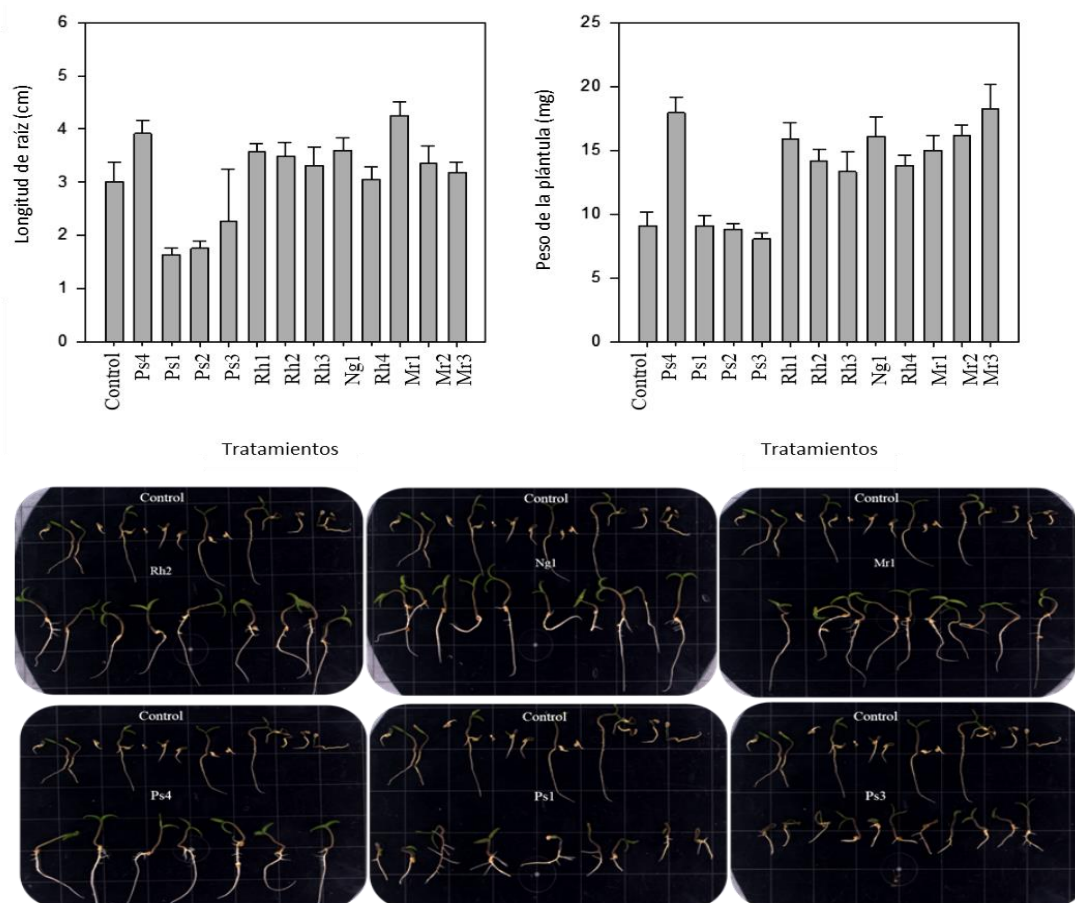 6
5
4
3
2
1
0
Longitud de raíz (cm)
Control
Ps4
Ps1
Ps2
Ps3
Rh1
Rh2
Rh3
Ng1
Rh4
Mr1
Mr2
Mr3
Tratamientos
25
20
15
10
5
0
Peso de la plántula (mg)
Control
Ps4
Ps1
Ps2
Ps3
Rh1
Rh2
Rh3
Ng1
Rh4
Mr1
Mr2
Mr3
Tratamientos
Control
Rh2
Control
Ng1
Control
Mr1
Control
Ps4
Control
Ps1
Control
Ps3